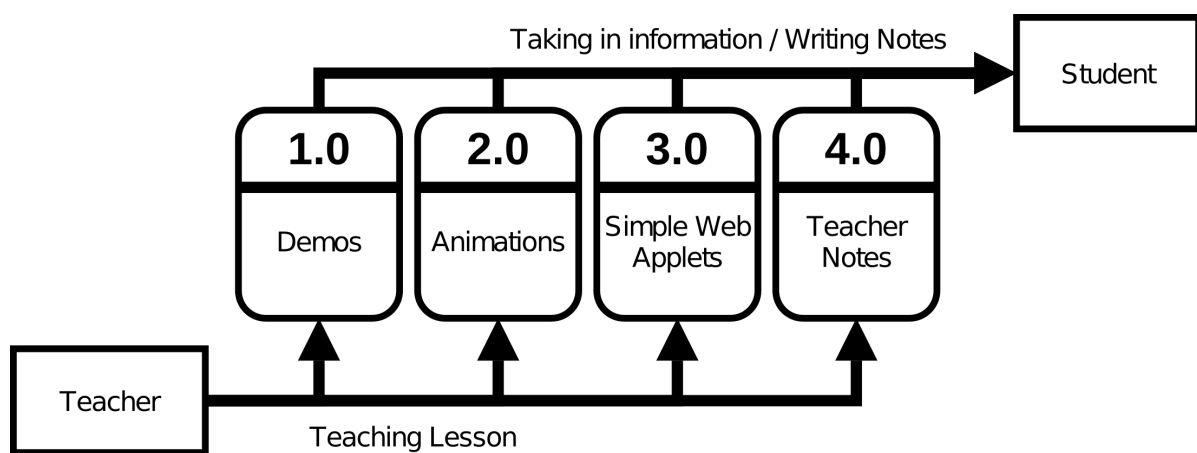 Taking in information / Writing Notes
Student
1.0
2.0
3.0
4.0
Demos
Animations
Simple Web
Applets
Teacher
Notes
Teacher
Teaching Lesson